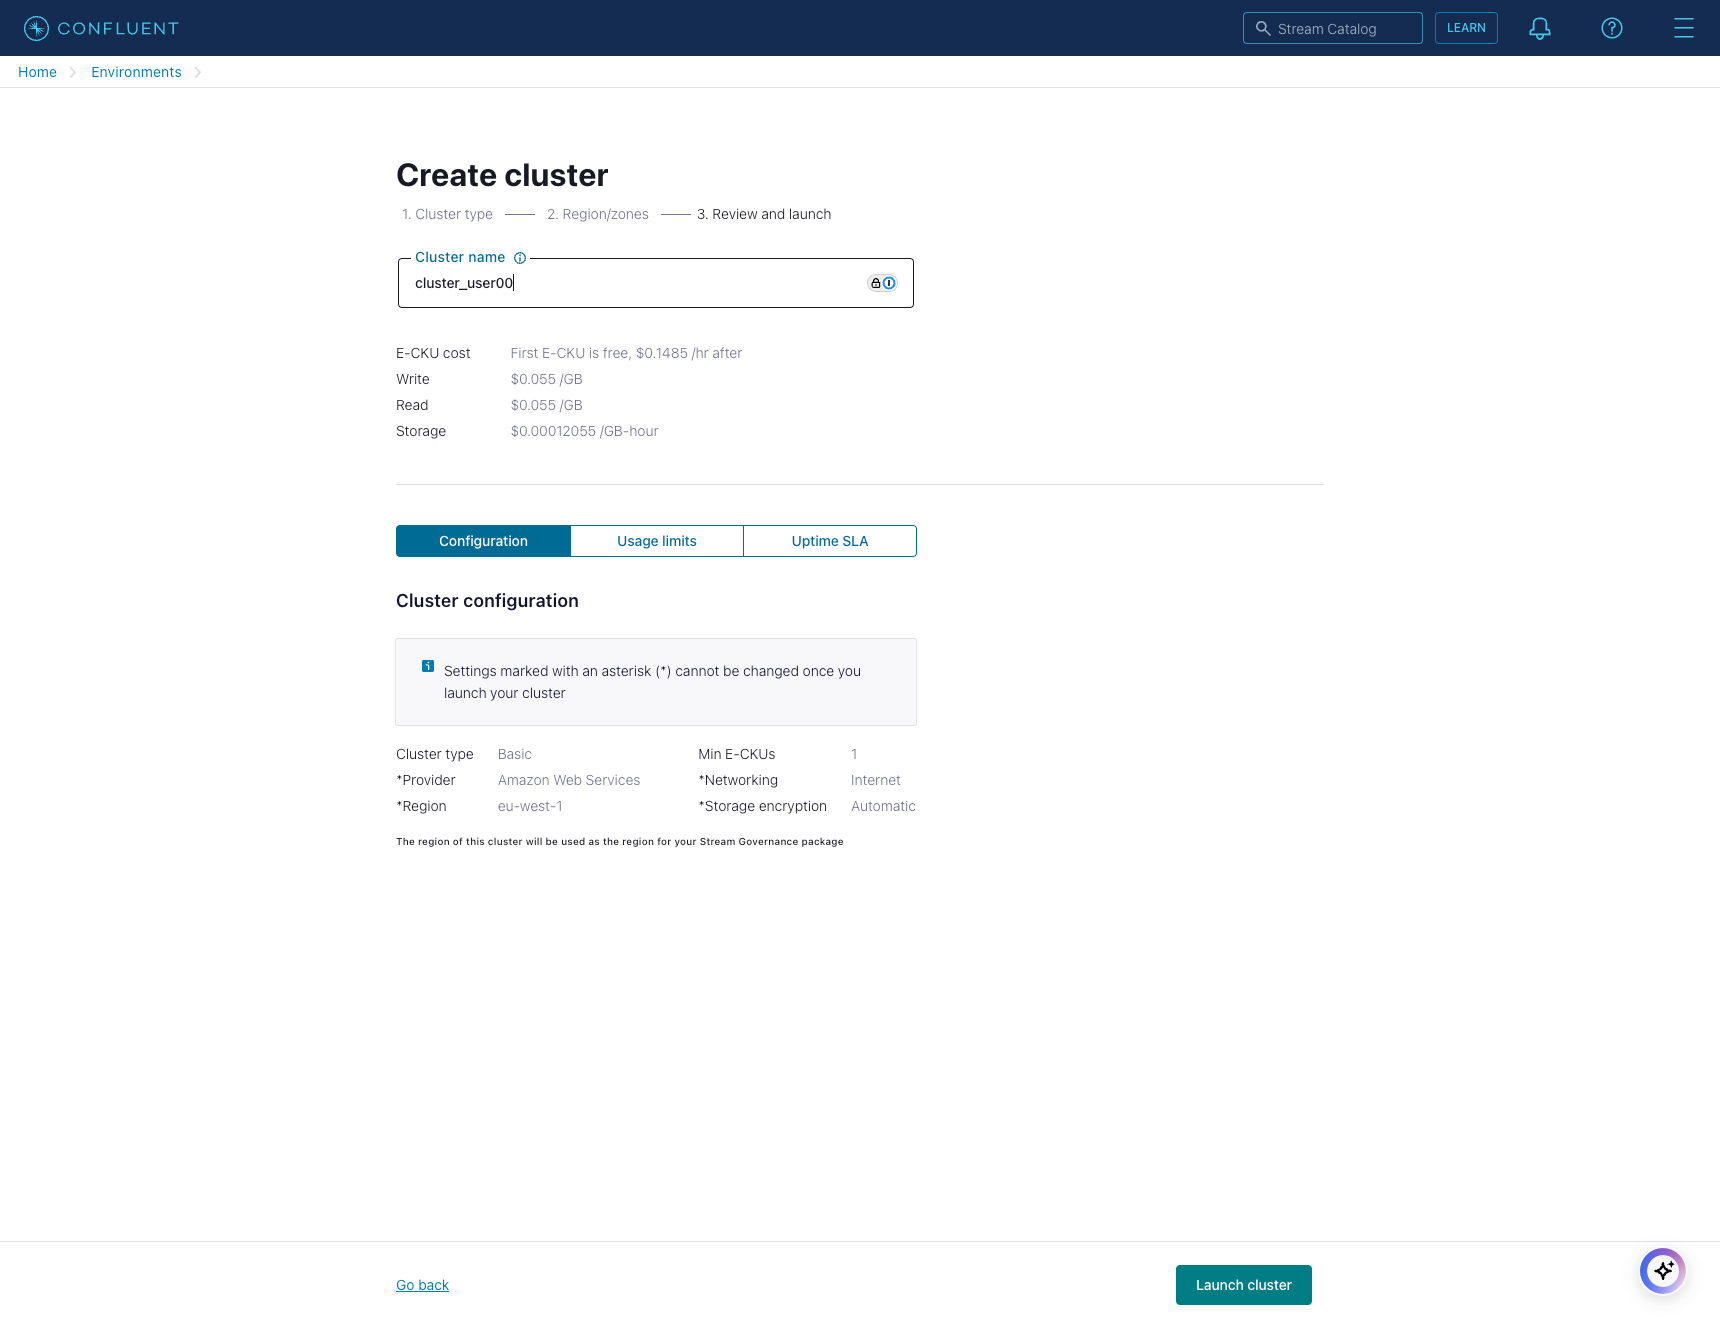 CONFLUENT
Stream Catalog
LEARN
Home
Environments
Create cluster
1. Cluster type
2. Region/zones
3. Review and launch
Cluster name
cluster_user00
E-CKU cost
First E-CKU is free, $0.1485 /hr after
Write
$0.055 /GB
Read
$0.055 /GB
Storage
$0.00012055 /GB-hour
Configuration
Usage limits
Uptime SLA
Cluster configuration
Settings marked with an asterisk (*) cannot be changed once you
launch your cluster
Cluster type
Basic
Min E-CKUs
1
*Provider
Amazon Web Services
*Networking
Internet
*Region
eu-west-1
*Storage encryption
Automatic
The region of this cluster will be used as the region for your Stream Governance package
Go back
Launch cluster